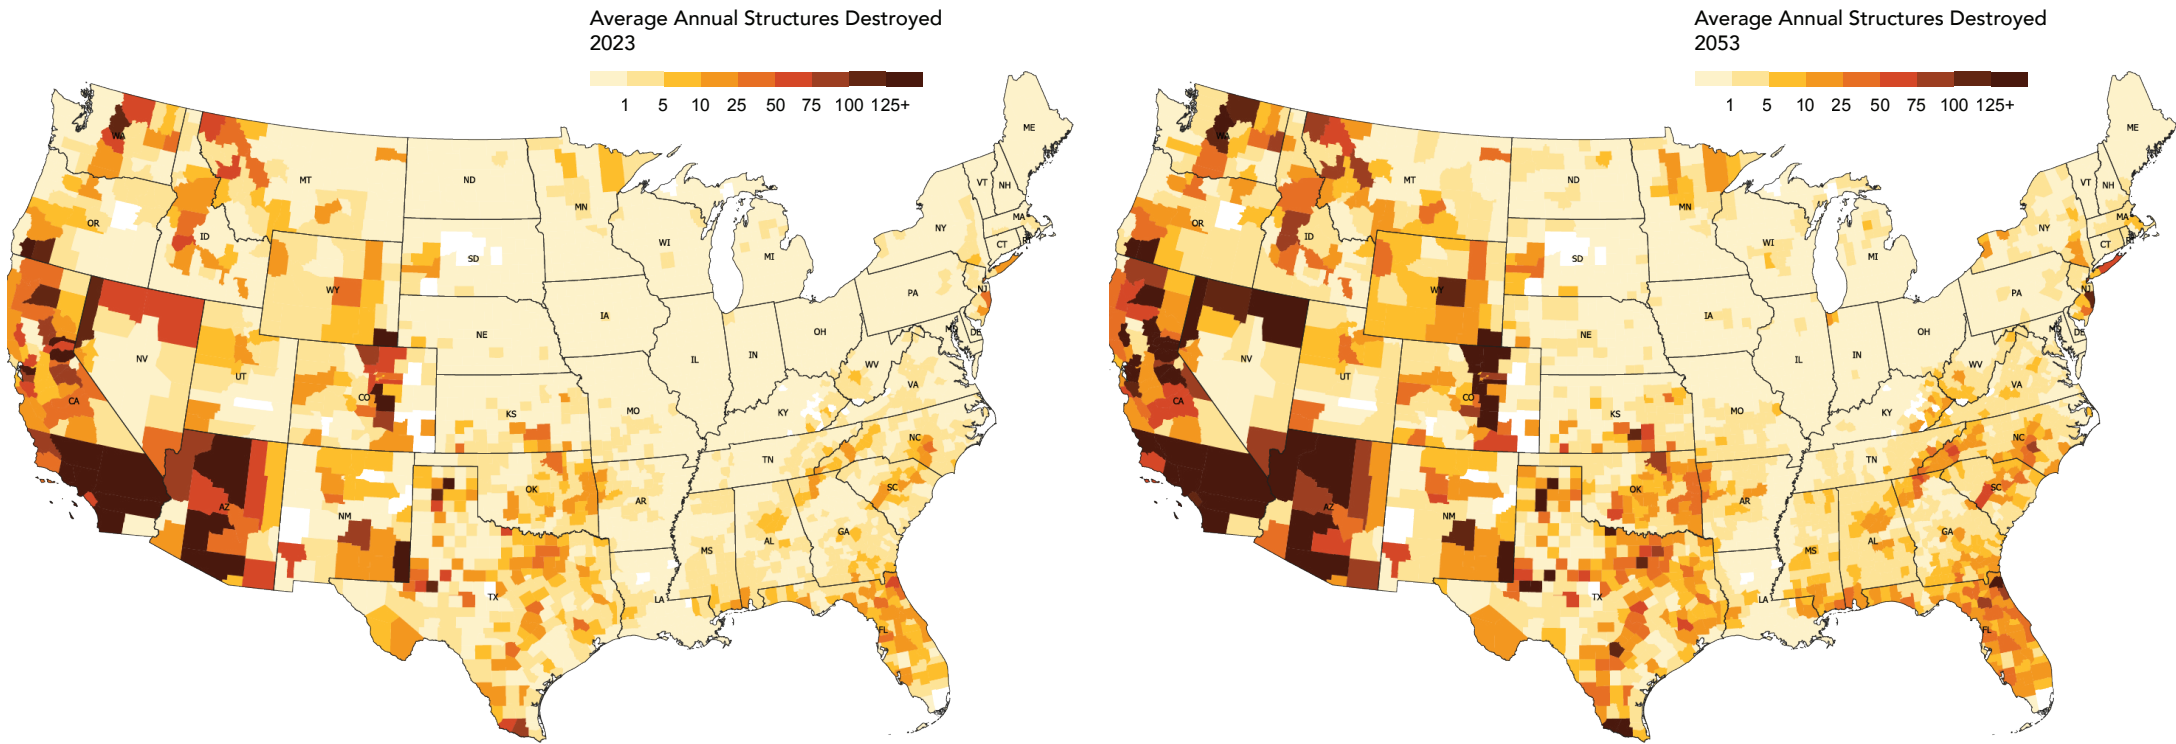 Average Annual Structures Destroyed
2023
1 5 10 25 50 75 100 125+
WA
MT
ND
MN
OR
ID
SD
WI
MI
WY
NE
IA
NV
UT
CO
CA
KS
MO
IL
IN
OH
PA
NY
VT
NH
ME
MA
CT
RI
NJ
DE
MD
WV
VA
KY
TN
NC
SC
GA
AL
MS
AR
OK
NM
AZ
TX
LA
FL
Average Annual Structures Destroyed
2053
1 5 10 25 50 75 100 125+
WA
MT
ND
MN
OR
ID
SD
WI
MI
WY
NE
IA
NV
UT
CO
CA
KS
MO
IL
IN
OH
PA
NY
VT
NH
ME
MA
CT
RI
NJ
DE
MD
WV
VA
KY
TN
NC
SC
GA
AL
MS
AR
OK
NM
AZ
TX
LA
FL